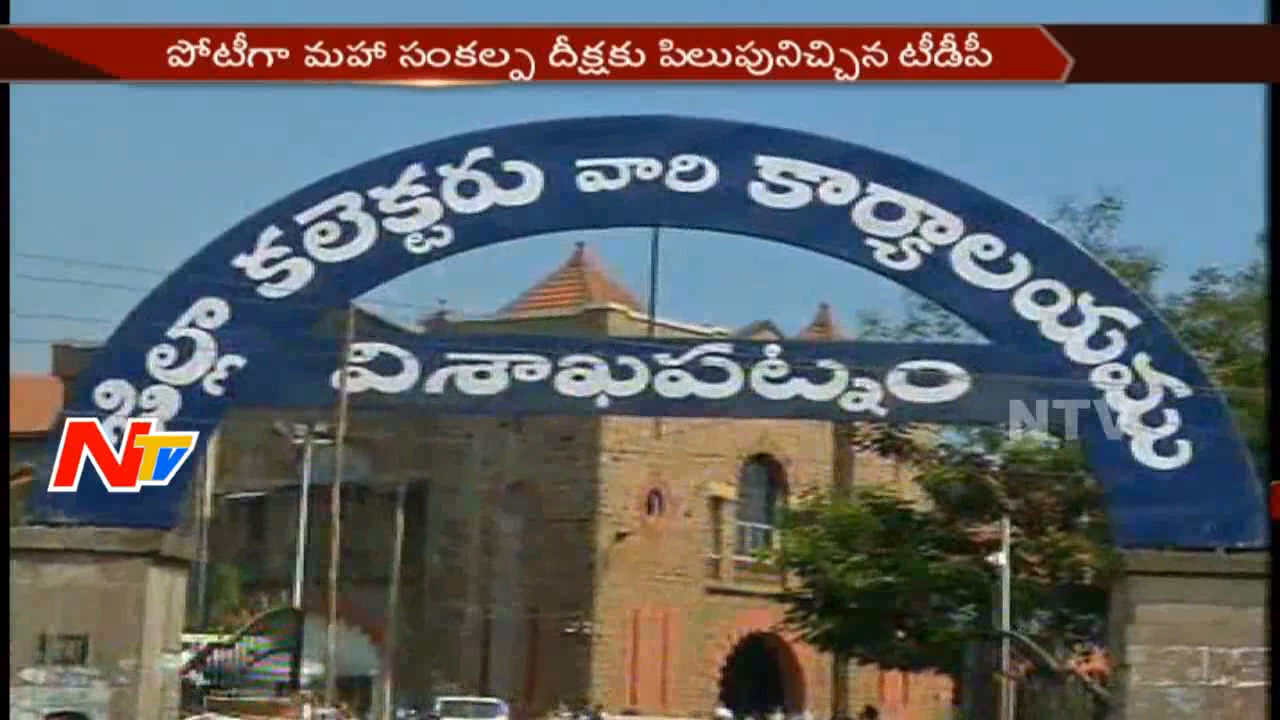 పోటీగా మహా సంకల్ప దీక్షకు పిలుపునిచ్చిన టీడీపీ
జిల్లా కలెక్టరు వారి కార్యాలయము
విశాఖపట్నం
NTV
NTV